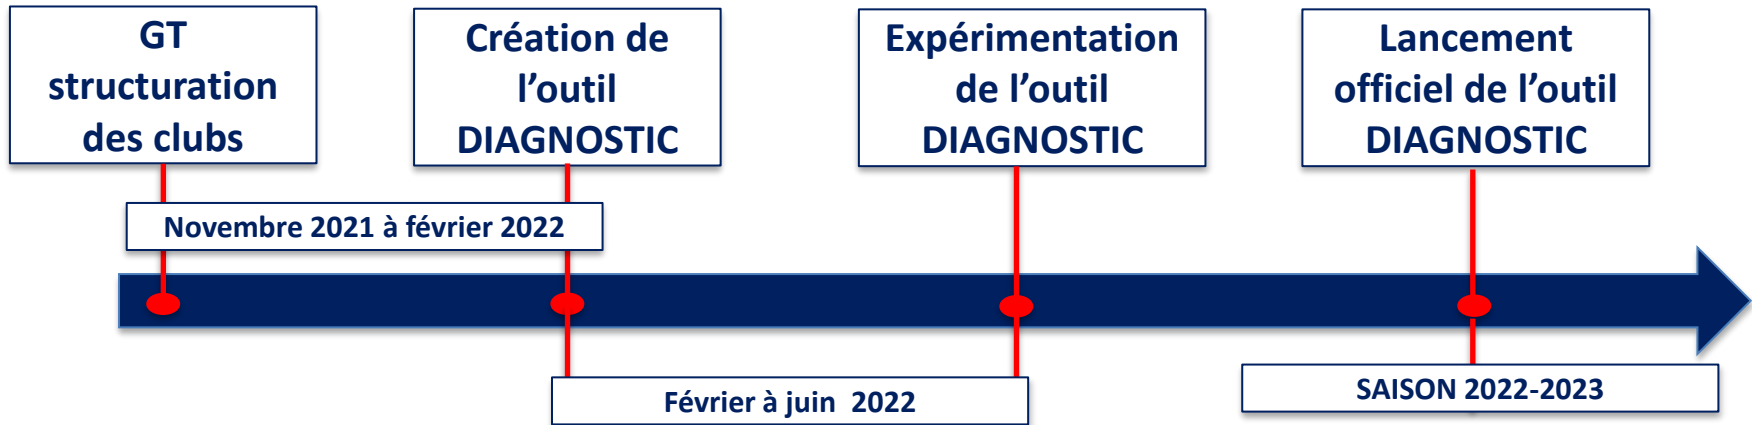 GT
structuration
des clubs
Création de
l’outil
DIAGNOSTIC
Expérimentation
de l’outil
DIAGNOSTIC
Lancement
officiel de l’outil
DIAGNOSTIC
Novembre 2021 à février 2022
Février à juin 2022
SAISON 2022-2023